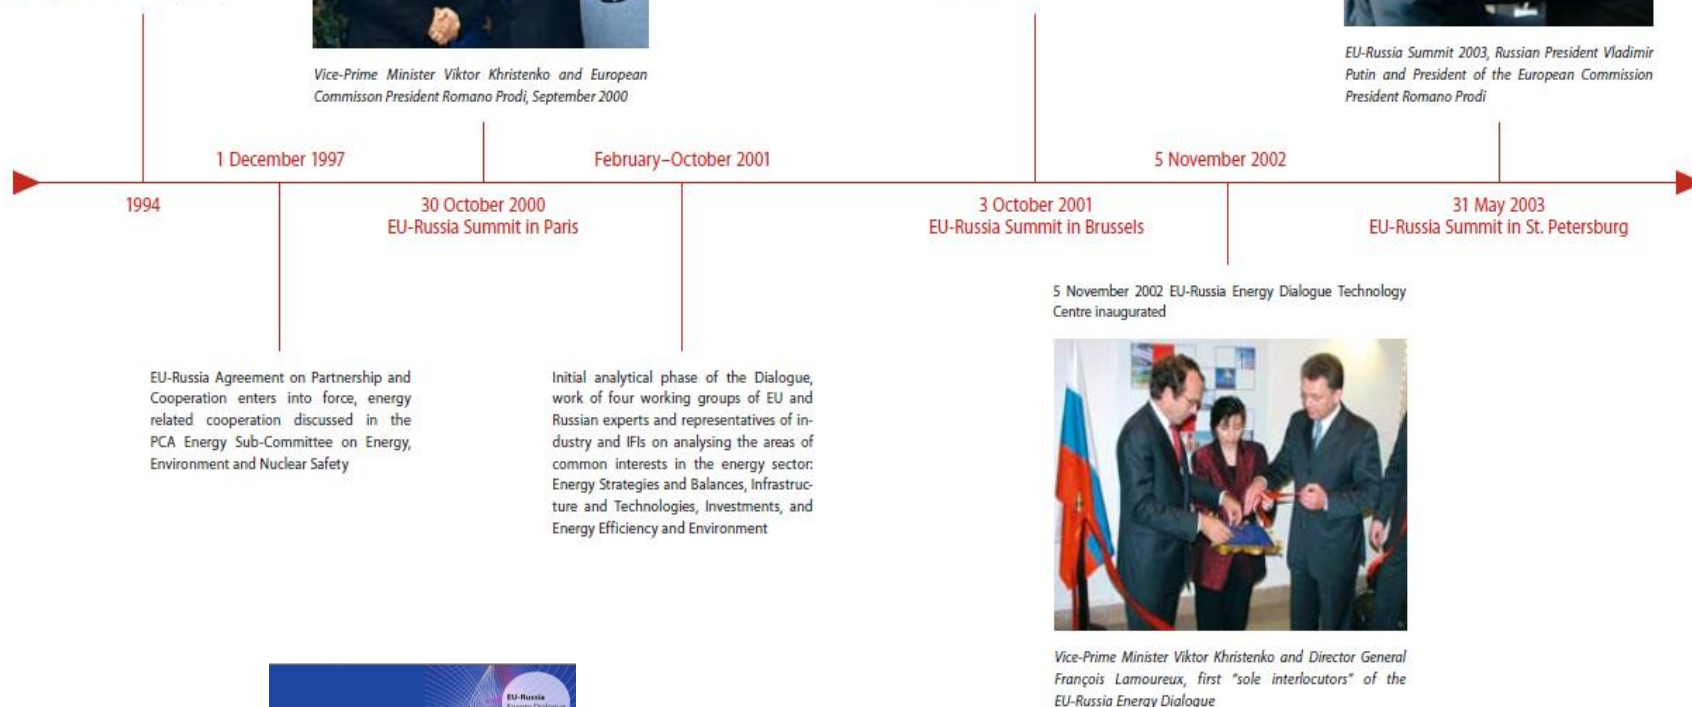 Vice-Prime Minister Viktor Khristenko and European
Commisson President Romano Prodi, September 2000
EU-Russia Summit 2003, Russian President Vladimir
Putin and President of the European Commission
President Romano Prodi
1 December 1997
February–October 2001
5 November 2002
1994
30 October 2000
EU-Russia Summit in Paris
3 October 2001
EU-Russia Summit in Brussels
31 May 2003
EU-Russia Summit in St. Petersburg
EU-Russia Agreement on Partnership and
Cooperation enters into force, energy
related cooperation discussed in the
PCA Energy Sub-Committee on Energy,
Environment and Nuclear Safety
Initial analytical phase of the Dialogue,
work of four working groups of EU and
Russian experts and representatives of in-
dustry and IFIs on analysing the areas of
common interests in the energy sector:
Energy Strategies and Balances, Infrastruc-
ture and Technologies, Investments, and
Energy Efficiency and Environment
5 November 2002 EU-Russia Energy Dialogue Technology
Centre inaugurated
Vice-Prime Minister Viktor Khristenko and Director General
François Lamoureux, first "sole interlocutors" of the
EU-Russia Energy Dialogue
EU-Russia
Energy Dialogue